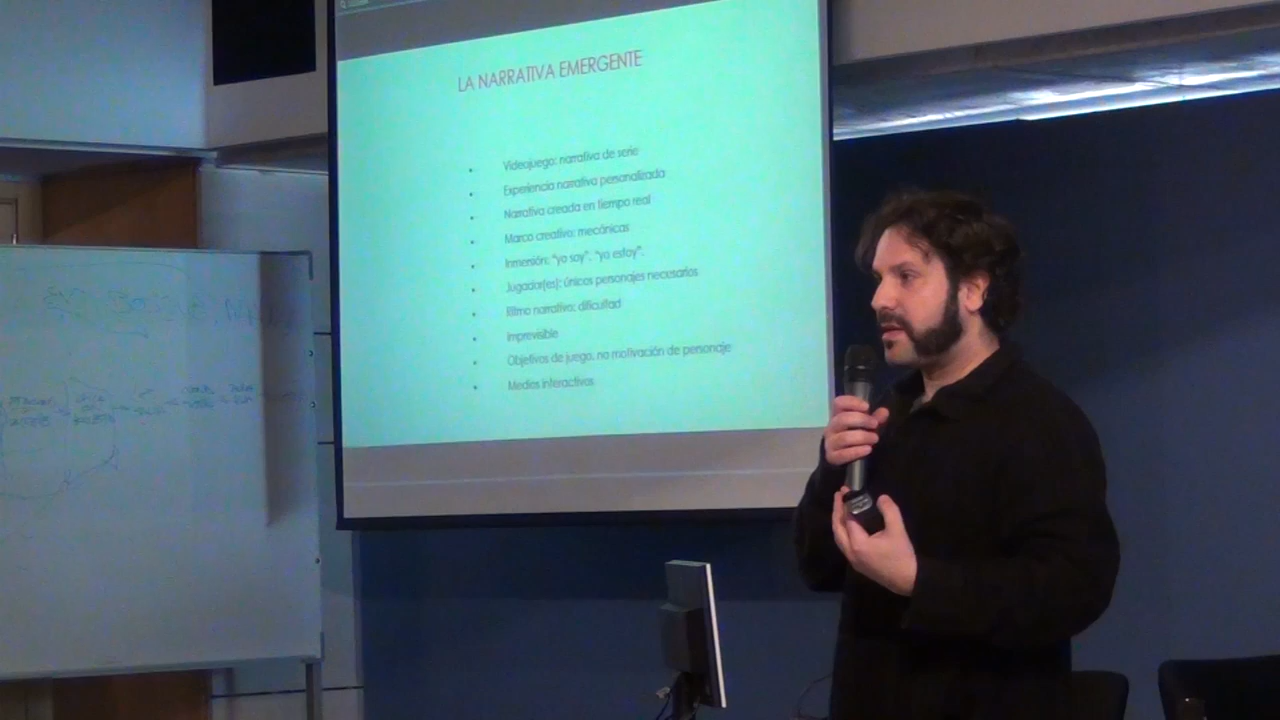 LA NARRATIVA EMERGENTE
• Videojuego: narrativa de serie
• Experiencia narrativa personalizada
• Narrativa creada en tiempo real
• Marco creativo: mecánicas
• Inmersión: "yo soy". "yo estoy".
• Jugador(es): únicos personajes necesarios
• Ritmo narrativo: dificultad
• Imprevisible
• Objetivos de juego, no motivación de personaje
• Medios interactivos